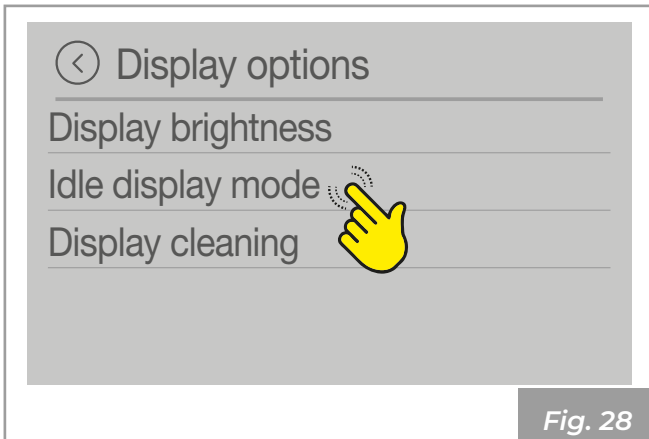 Display options
Display brightness
Idle display mode
Display cleaning
Fig. 28